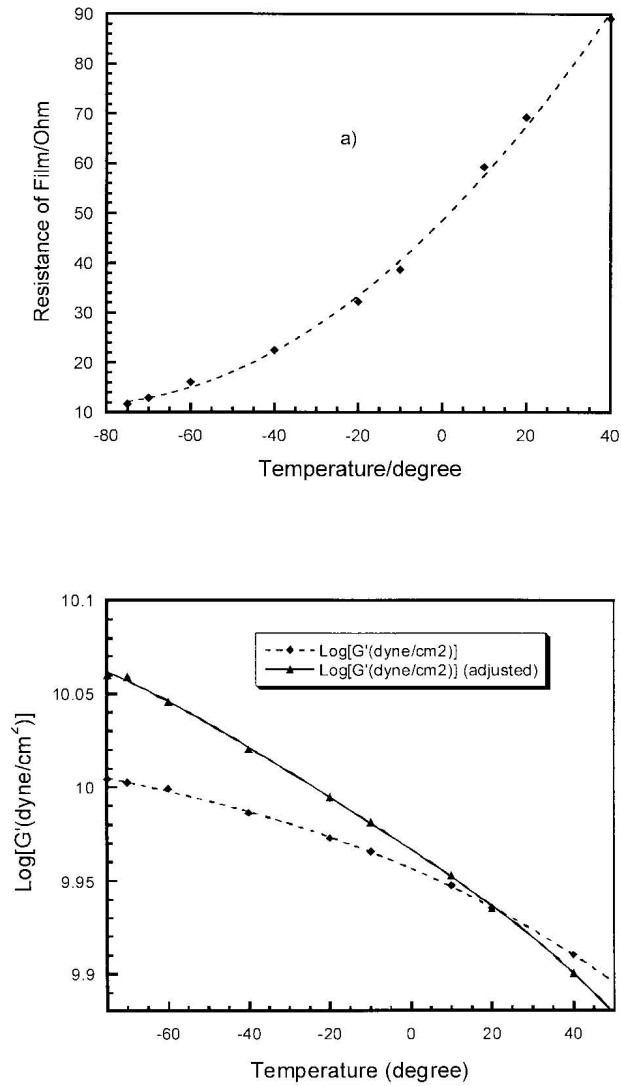 90
80
70
60
50
40
30
20
10
Resistance of Film/Ohm
a)
-80 -60 -40 -20 0 20 40
Temperature/degree
10.1
10.05
10
9.95
9.9
Log[G'(dyne/cm2)]
Log[G'(dyne/cm2)]
Log[G'(dyne/cm2)] (adjusted)
-60 -40 -20 0 20 40
Temperature (degree)